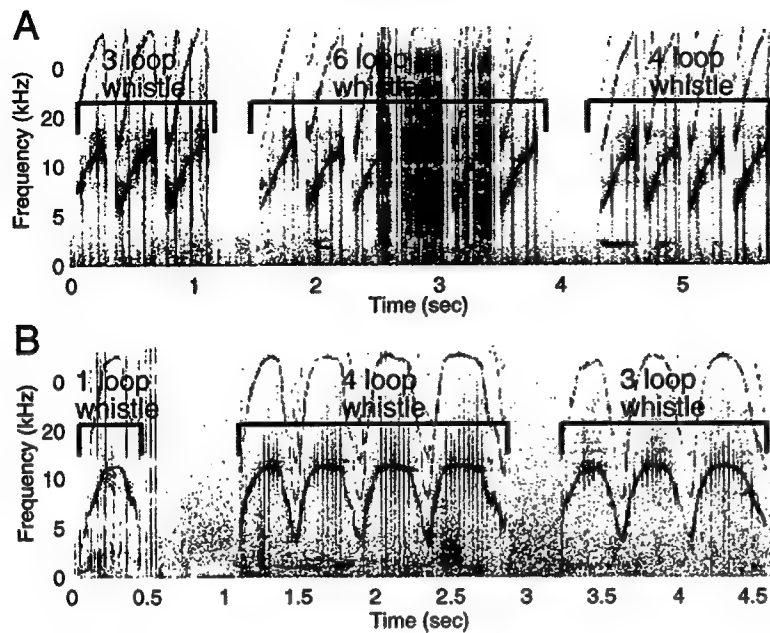 A
3 loop
whistle
6 loop
whistle
4 loop
whistle
Frequency (kHz)
0
20
10
5
0
0 1 2 3 4 5
Time (sec)
B
1 loop
whistle
4 loop
whistle
3 loop
whistle
Frequency (kHz)
0
20
10
5
0
0 0.5 1 1.5 2 2.5 3 3.5 4 4.5
Time (sec)